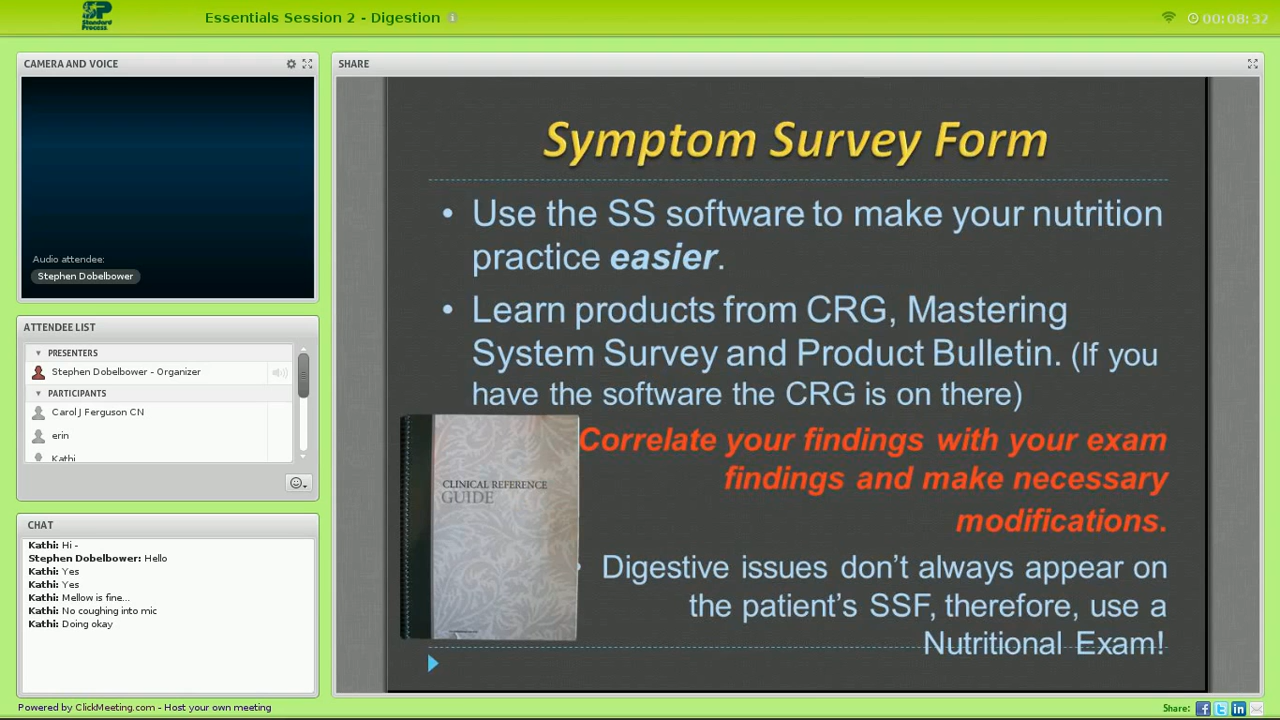 SP
Standard
Process
Essentials Session 2 - Digestion
00:08:32
CAMERA AND VOICE
Audio attendee:
Stephen Dobelbower
ATTENDEE LIST
PRESENTERS
Stephen Dobelbower - Organizer
PARTICIPANTS
Carol J Ferguson CN
erin
Kathi
CHAT
Kathi: Hi -
Stephen Dobelbower: Hello
Kathi: Yes
Kathi: Yes
Kathi: Mellow is fine...
Kathi: No coughing into mic
Kathi: Doing okay
SHARE
Symptom Survey Form
• Use the SS software to make your nutrition
practice easier.
• Learn products from CRG, Mastering
System Survey and Product Bulletin. (If you
have the software the CRG is on there)
Correlate your findings with your exam
findings and make necessary
modifications.
CLINICAL REFERENCE
GUIDE
• Digestive issues don't always appear on
the patient's SSF, therefore, use a
Nutritional Exam!
Powered by ClickMeeting.com - Host your own meeting
Share: